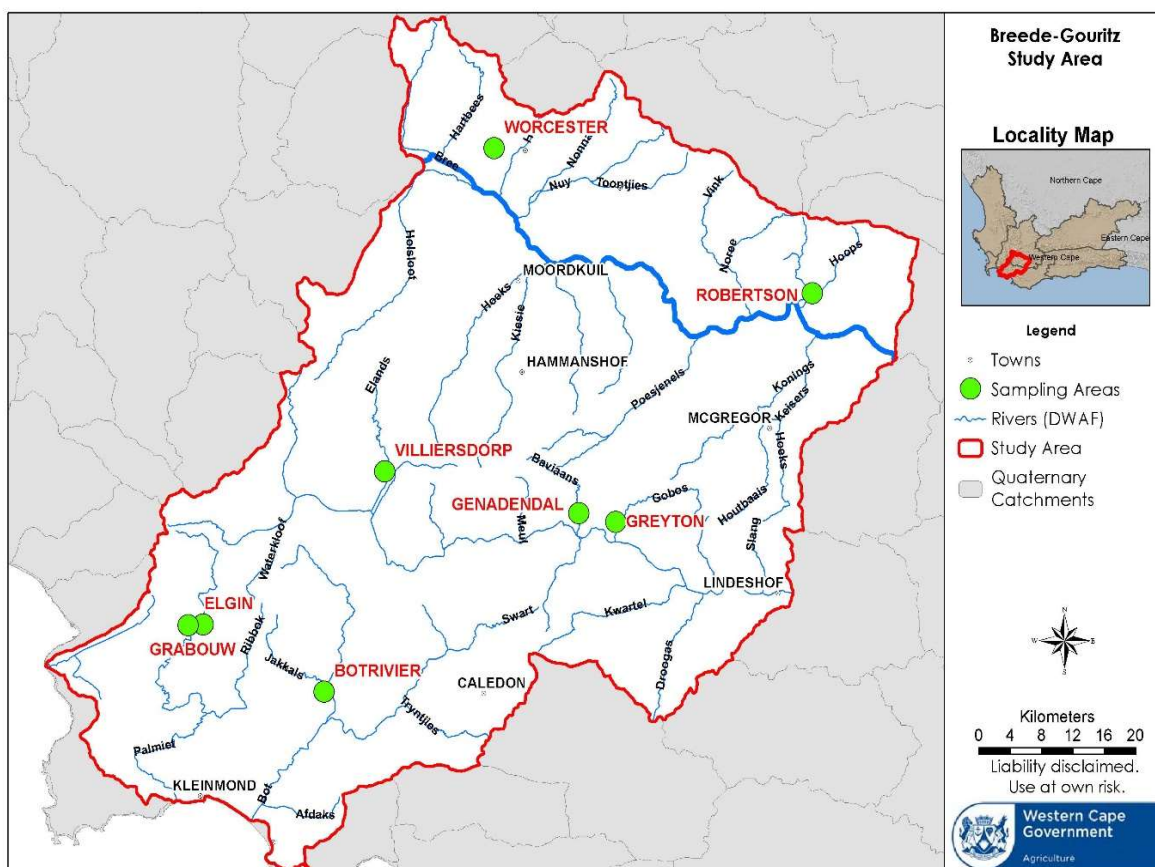 Breede-Gouritz
Study Area
Locality Map
Northern Cape
Eastern Cape
Western Cape
Legend
Towns
Sampling Areas
Rivers (DWAF)
Study Area
Quaternary
Catchments
N
W
E
S
Kilometers
0 4 8 12 16 20
Liability disclaimed.
Use at own risk.
Western Cape
Government
Agriculture
Hartbees
WORCESTER
H
Nonna
Bree
Nuy
Toontjies
Vink
Holsloot
Noree
Hoops
MOORDKUIL
Hoeks
Kiesie
ROBERTSON
HAMMANSHOF
Elands
Poesjenels
Konings
Keisers
MCGREGOR
Hoeks
VILLIERSDORP
Baviaans
GENADENDAL
Meul
Gobos
GREYTON
Houtbaais
Slang
Waterkloof
LINDESHOF
ELGIN
Swart
Kwartel
GRABOUW
Ribbok
Jakkals
BOTRIVIER
Droogas
CALEDON
Tryntjies
Palmiet
KLEINMOND
Bot
Afdaks